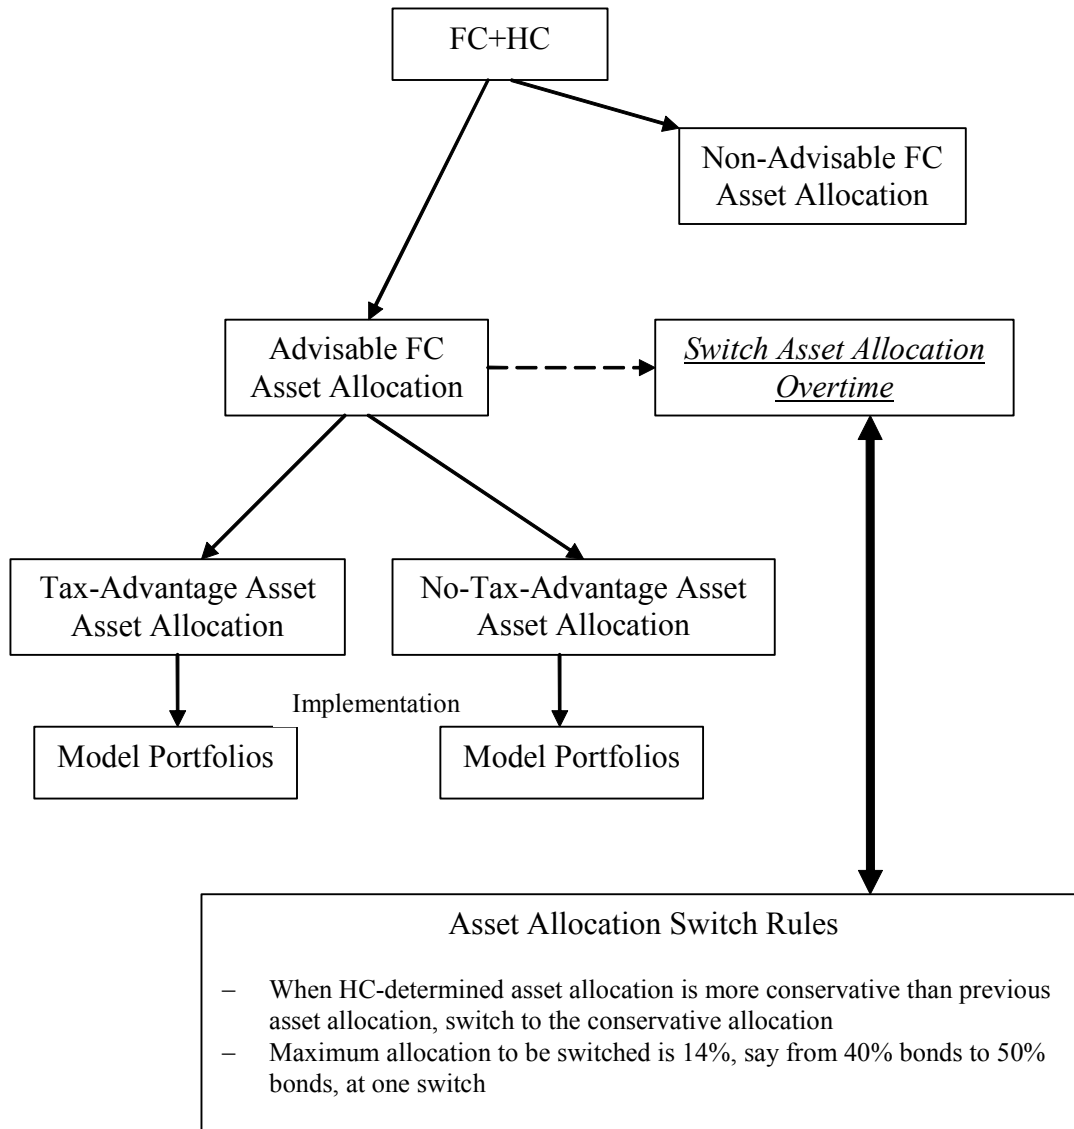 FC+HC
Non-Advisable FC
Asset Allocation
Advisable FC
Asset Allocation
Switch Asset Allocation
Overtime
Tax-Advantage Asset
Asset Allocation
No-Tax-Advantage Asset
Asset Allocation
Implementation
Model Portfolios
Model Portfolios
Asset Allocation Switch Rules
– When HC-determined asset allocation is more conservative than previous
asset allocation, switch to the conservative allocation
– Maximum allocation to be switched is 14%, say from 40% bonds to 50%
bonds, at one switch